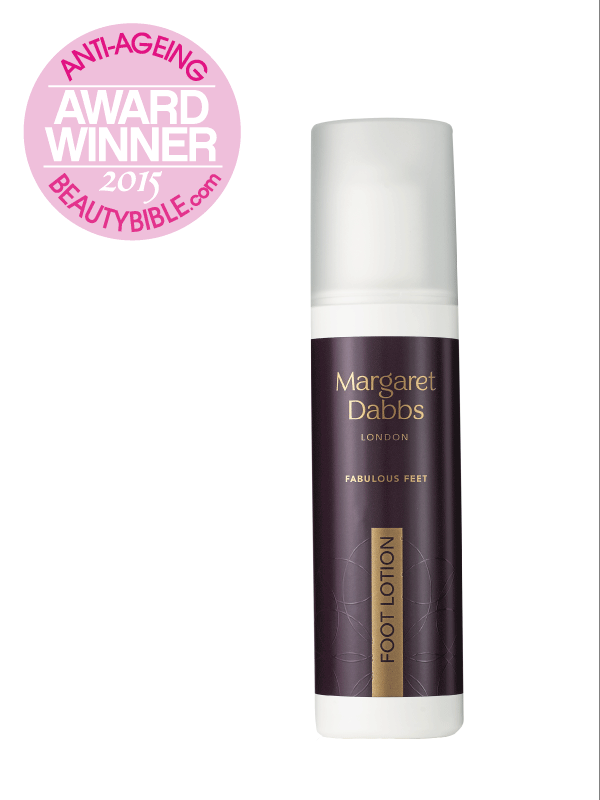 ANTI-AGEING
AWARD
WINNER
2015
BEAUTYBIBLE.com
Margaret
Dabbs
LONDON
FABULOUS FEET
FOOT LOTION